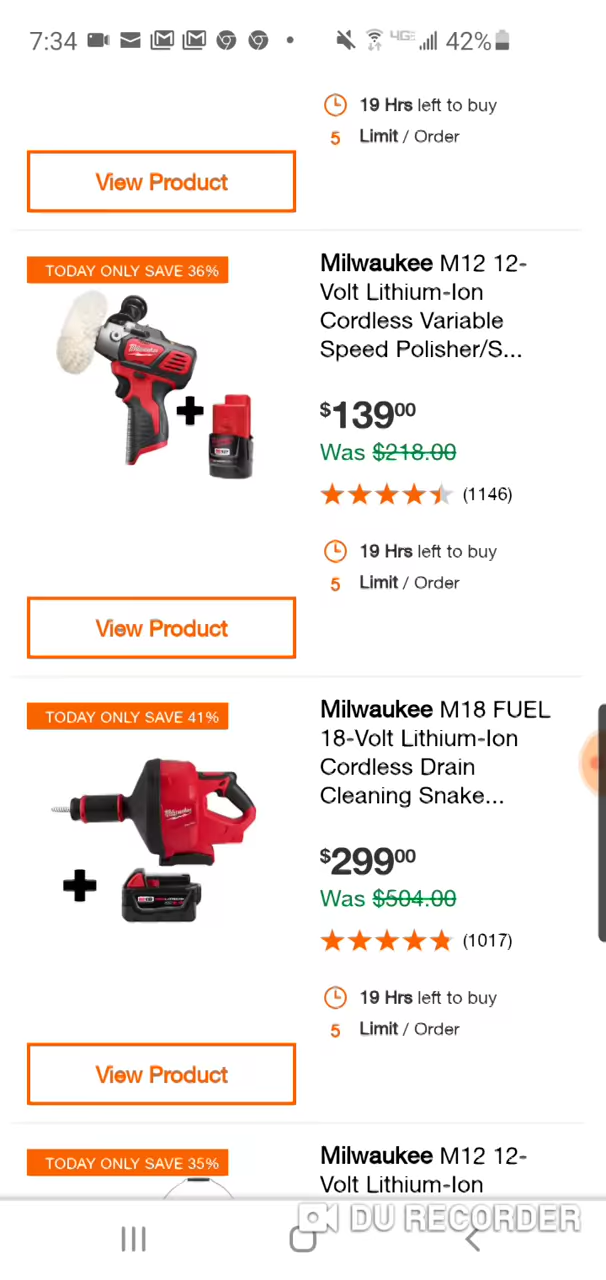 7:34 4GE 42%
19 Hrs left to buy
5 Limit / Order
View Product
TODAY ONLY SAVE 36%
Milwaukee M12 12-
Volt Lithium-Ion
Cordless Variable
Speed Polisher/S...
$13900
Was $218.00
(1146)
19 Hrs left to buy
5 Limit / Order
View Product
TODAY ONLY SAVE 41%
Milwaukee M18 FUEL
18-Volt Lithium-Ion
Cordless Drain
Cleaning Snake...
Milwaukee
$29900
Was $504.00
(1017)
19 Hrs left to buy
5 Limit / Order
View Product
TODAY ONLY SAVE 35%
Milwaukee M12 12-
Volt Lithium-Ion
DU RECORDER